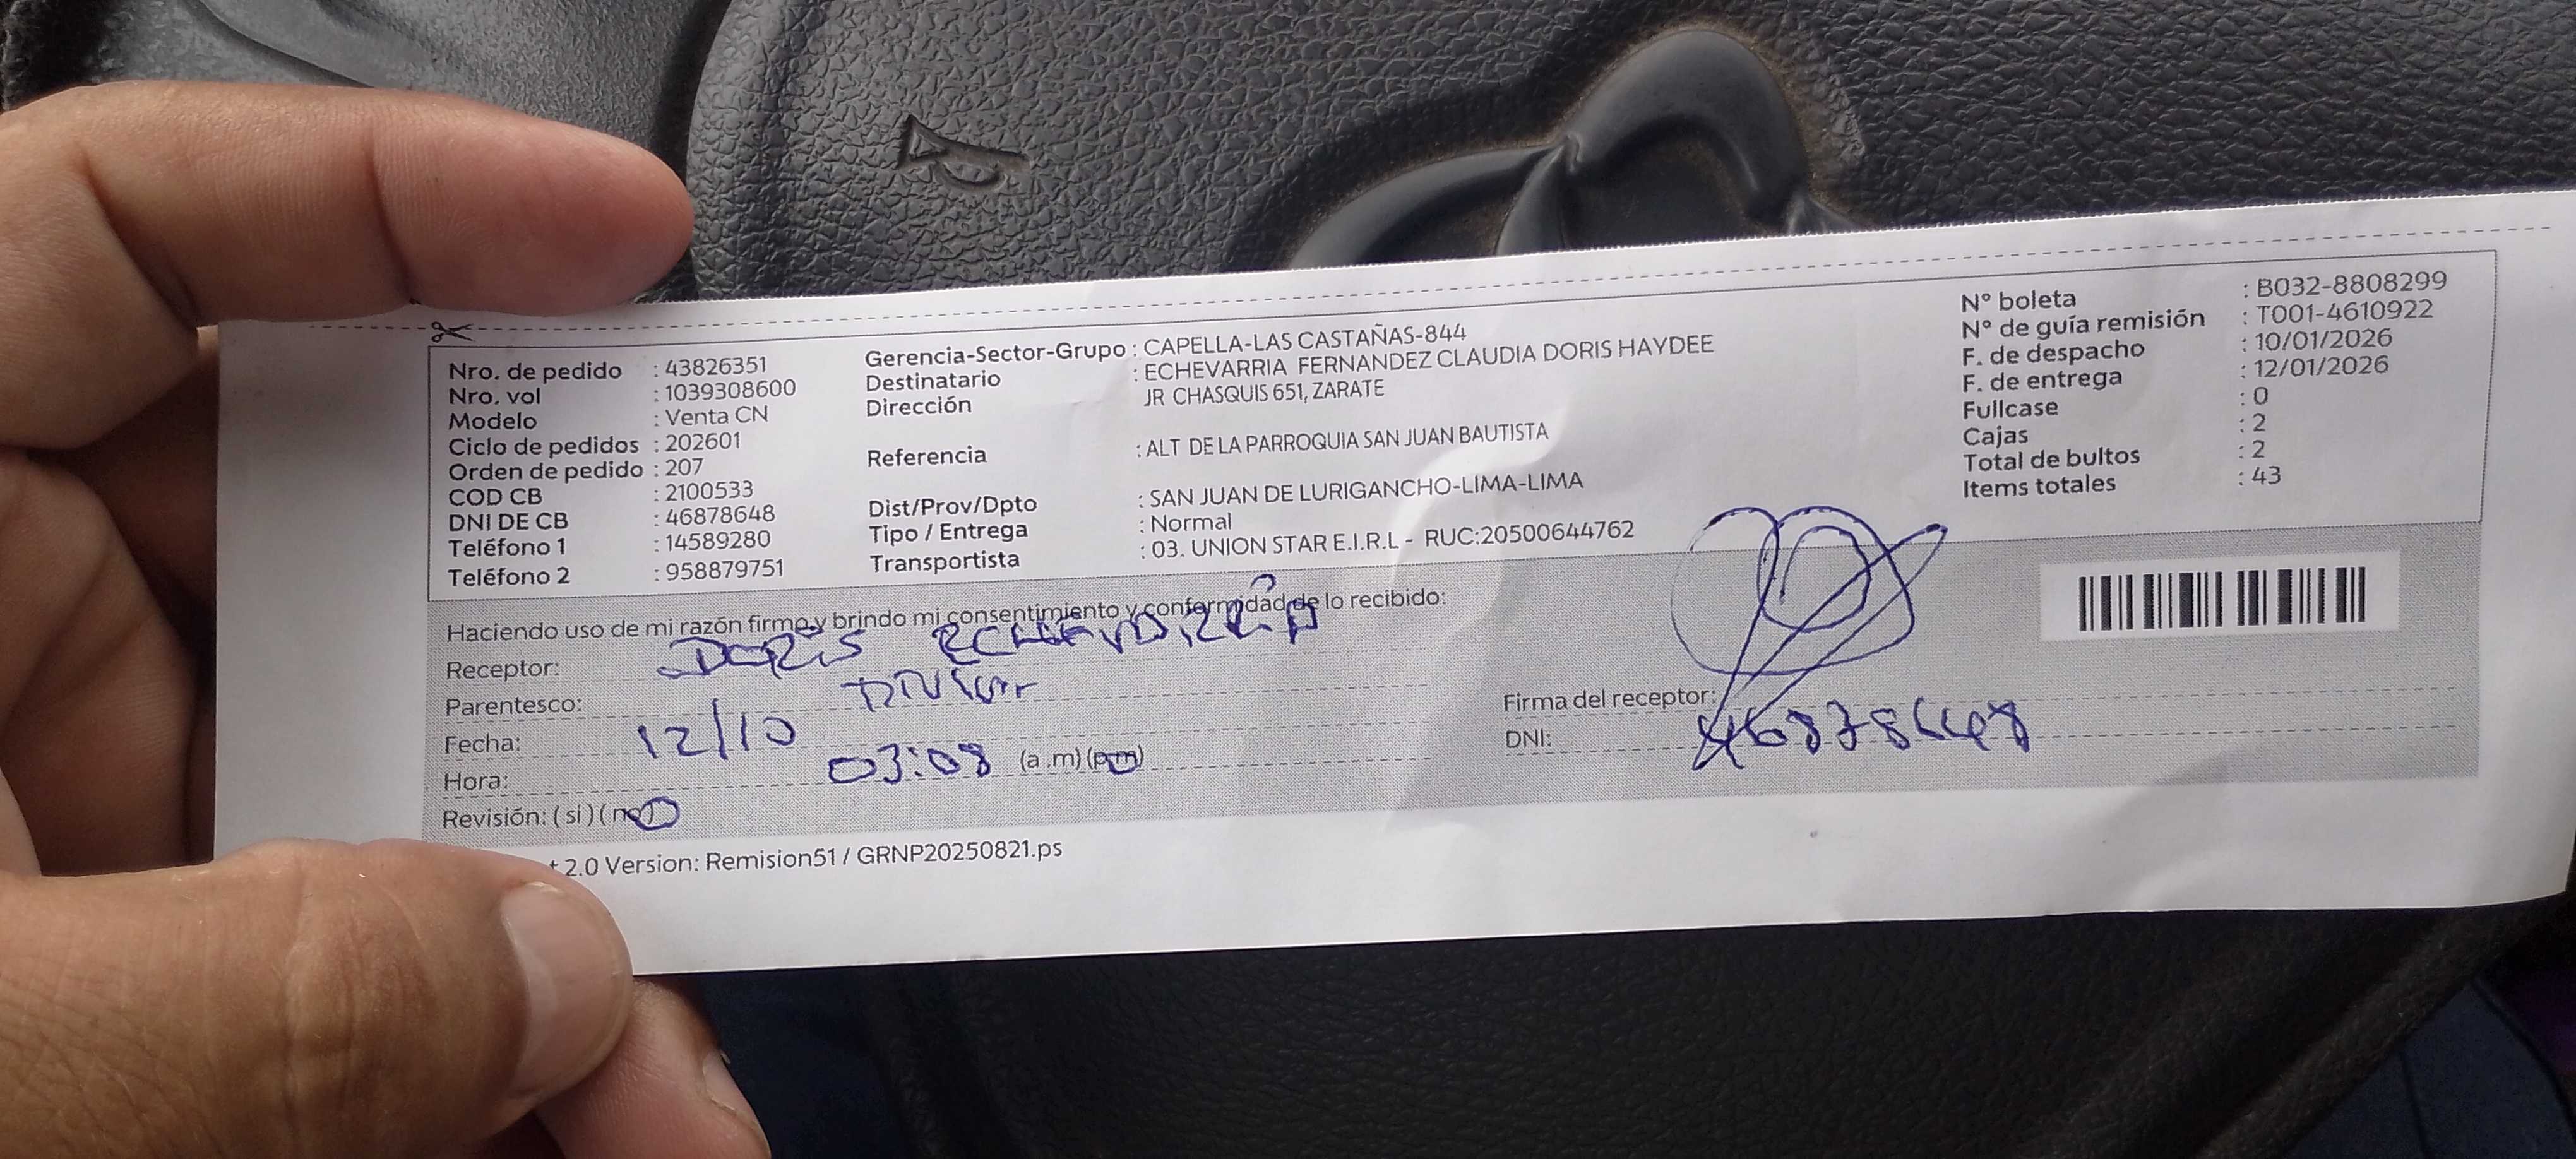 Nro. de pedido : 43826351
Nro. vol : 1039308600
Modelo : Venta CN
Ciclo de pedidos : 202601
Orden de pedido : 207
COD CB : 2100533
DNI DE CB : 46878648
Teléfono 1 : 14589280
Teléfono 2 : 958879751
Gerencia-Sector-Grupo : CAPELLA-LAS CASTAÑAS-844
Destinatario : ECHEVARRIA FERNANDEZ CLAUDIA DORIS HAYDEE
Dirección JR CHASQUIS 651, ZARATE
Referencia : ALT DE LA PARROQUIA SAN JUAN BAUTISTA
Dist/Prov/Dpto : SAN JUAN DE LURIGANCHO-LIMA-LIMA
Tipo / Entrega : Normal
Transportista : 03. UNION STAR E.I.R.L - RUC:20500644762
N° boleta : B032-8808299
N° de guía remisión : T001-4610922
F. de despacho : 10/01/2026
F. de entrega : 12/01/2026
Fullcase : 0
Cajas : 2
Total de bultos : 2
Items totales : 43
Haciendo uso de mi razón firmo y brindo mi consentimiento y conformidad de lo recibido:
Receptor: DORIS
Parentesco:
Fecha: 12/10
Hora: 03:08 (a .m) (pm)
Revisión: ( si ) ( no )
Firma del receptor:
DNI: 46878648
2.0 Version: Remision51 / GRNP20250821.ps